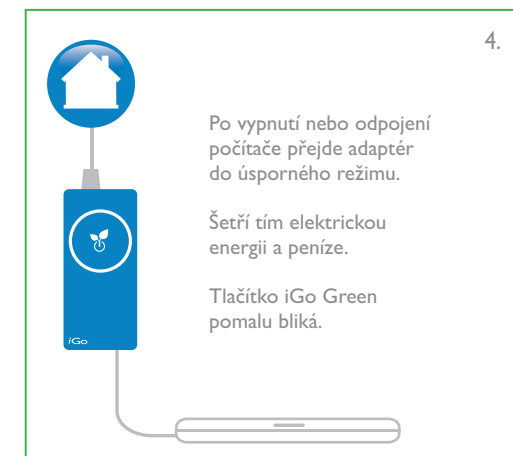 4.
Po vypnutí nebo odpojení
počítače přejde adaptér
do úsporného režimu.
Šetří tím elektrickou
energii a peníze.
Tlačítko iGo Green
pomalu bliká.
iGo